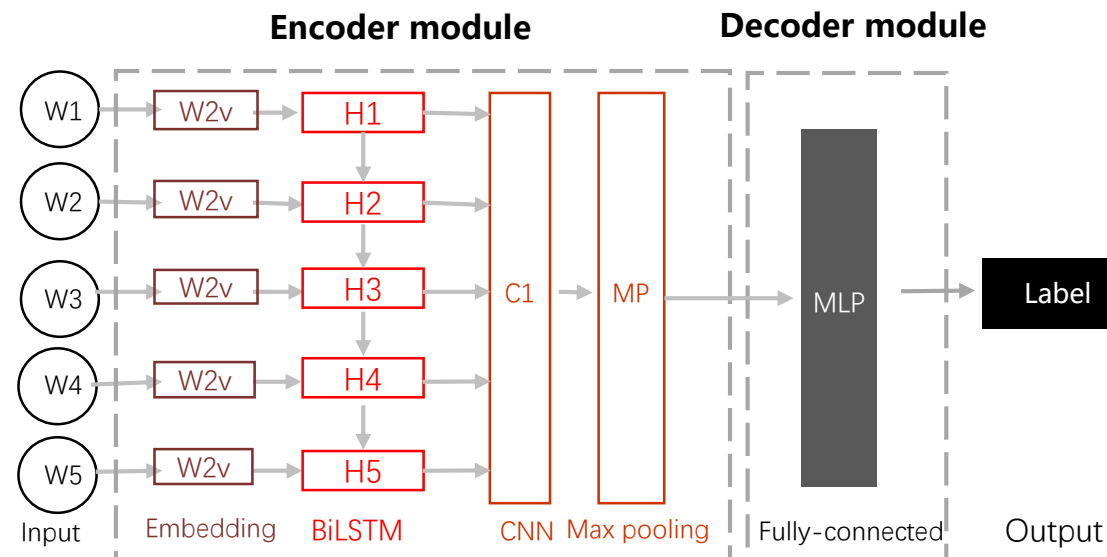 Encoder module
Decoder module
W1
W2v
H1
W2
W2v
H2
W3
W2v
H3
C1
MP
MLP
Label
W4
W2v
H4
W5
W2v
H5
Input
Embedding
BiLSTM
CNN
Max pooling
Fully-connected
Output